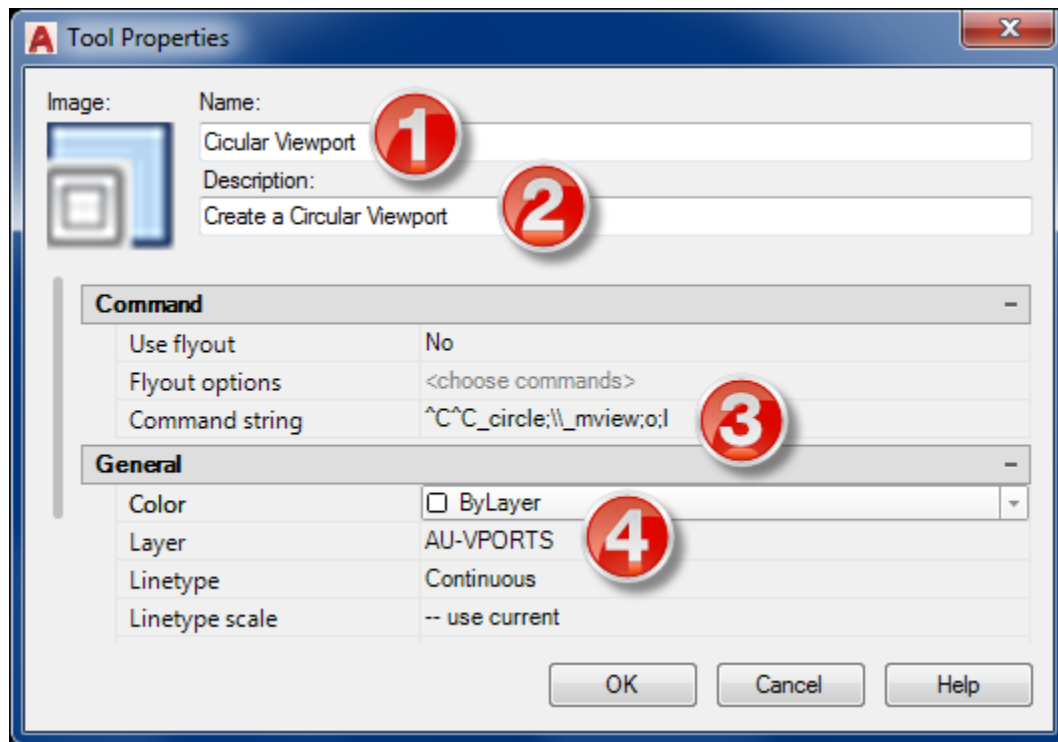 Tool Properties
Image:
Name:
Cicular Viewport
1
Description:
Create a Circular Viewport
2
Command
Use flyout No
Flyout options <choose commands>
Command string ^C^C_circle;\\_mview;o;l
3
General
Color ByLayer
Layer AU-VPORTS
4
Linetype Continuous
Linetype scale -- use current
OK Cancel Help